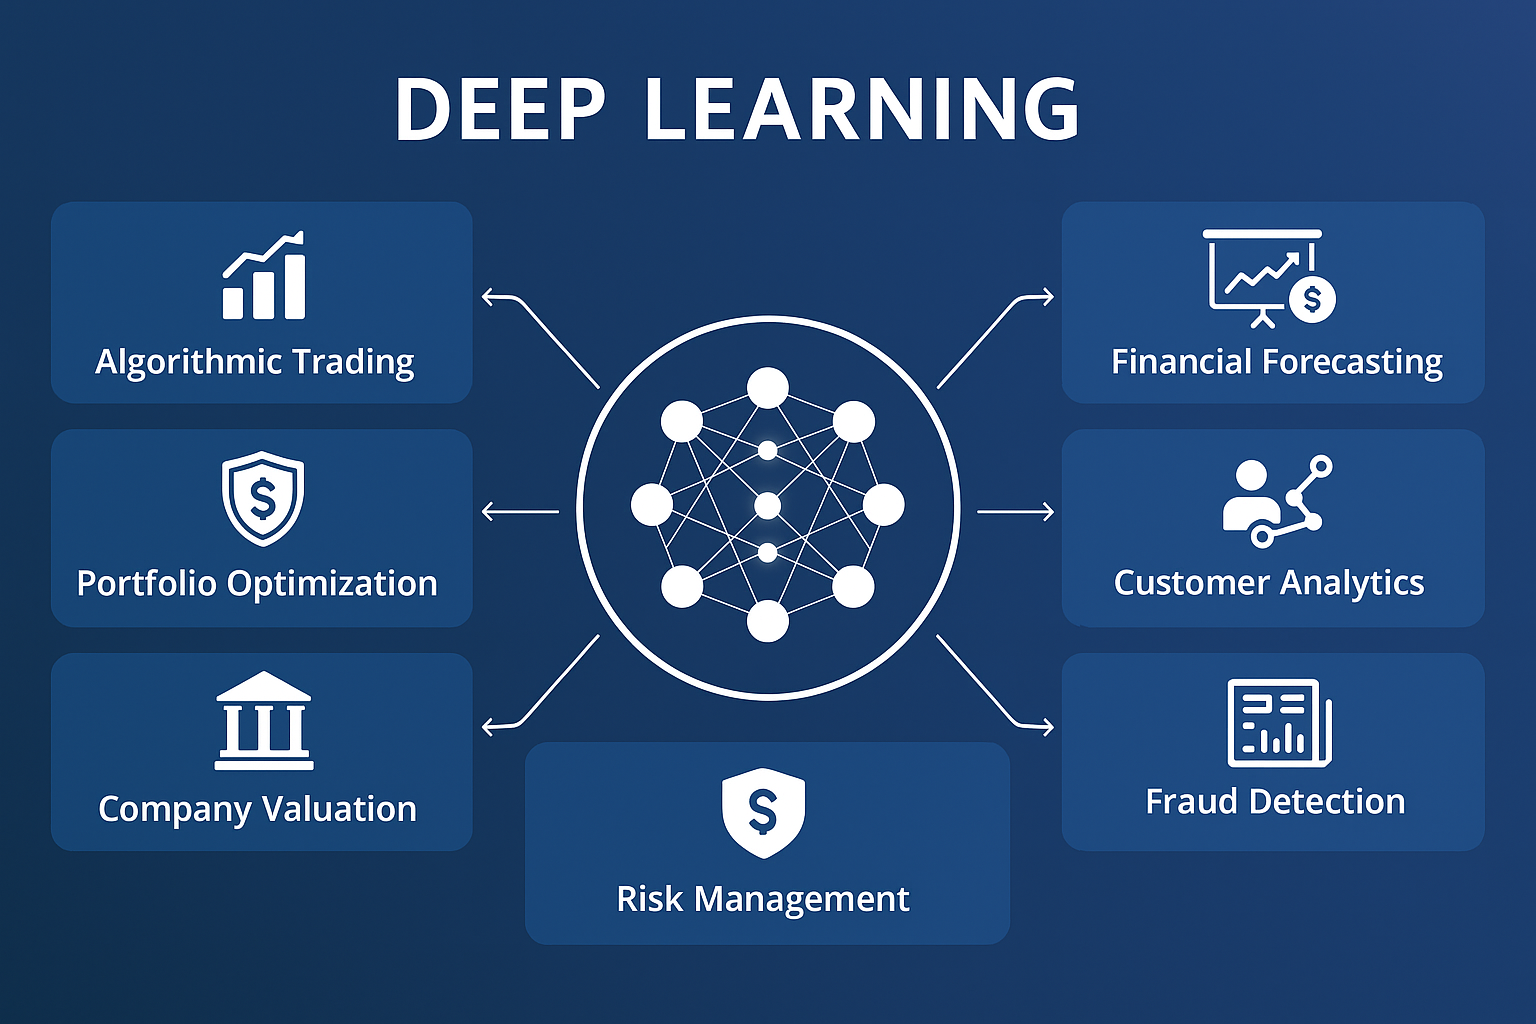 DEEP LEARNING
Algorithmic Trading
Portfolio Optimization
$
Company Valuation
$
Financial Forecasting
$
Customer Analytics
Fraud Detection
Risk Management